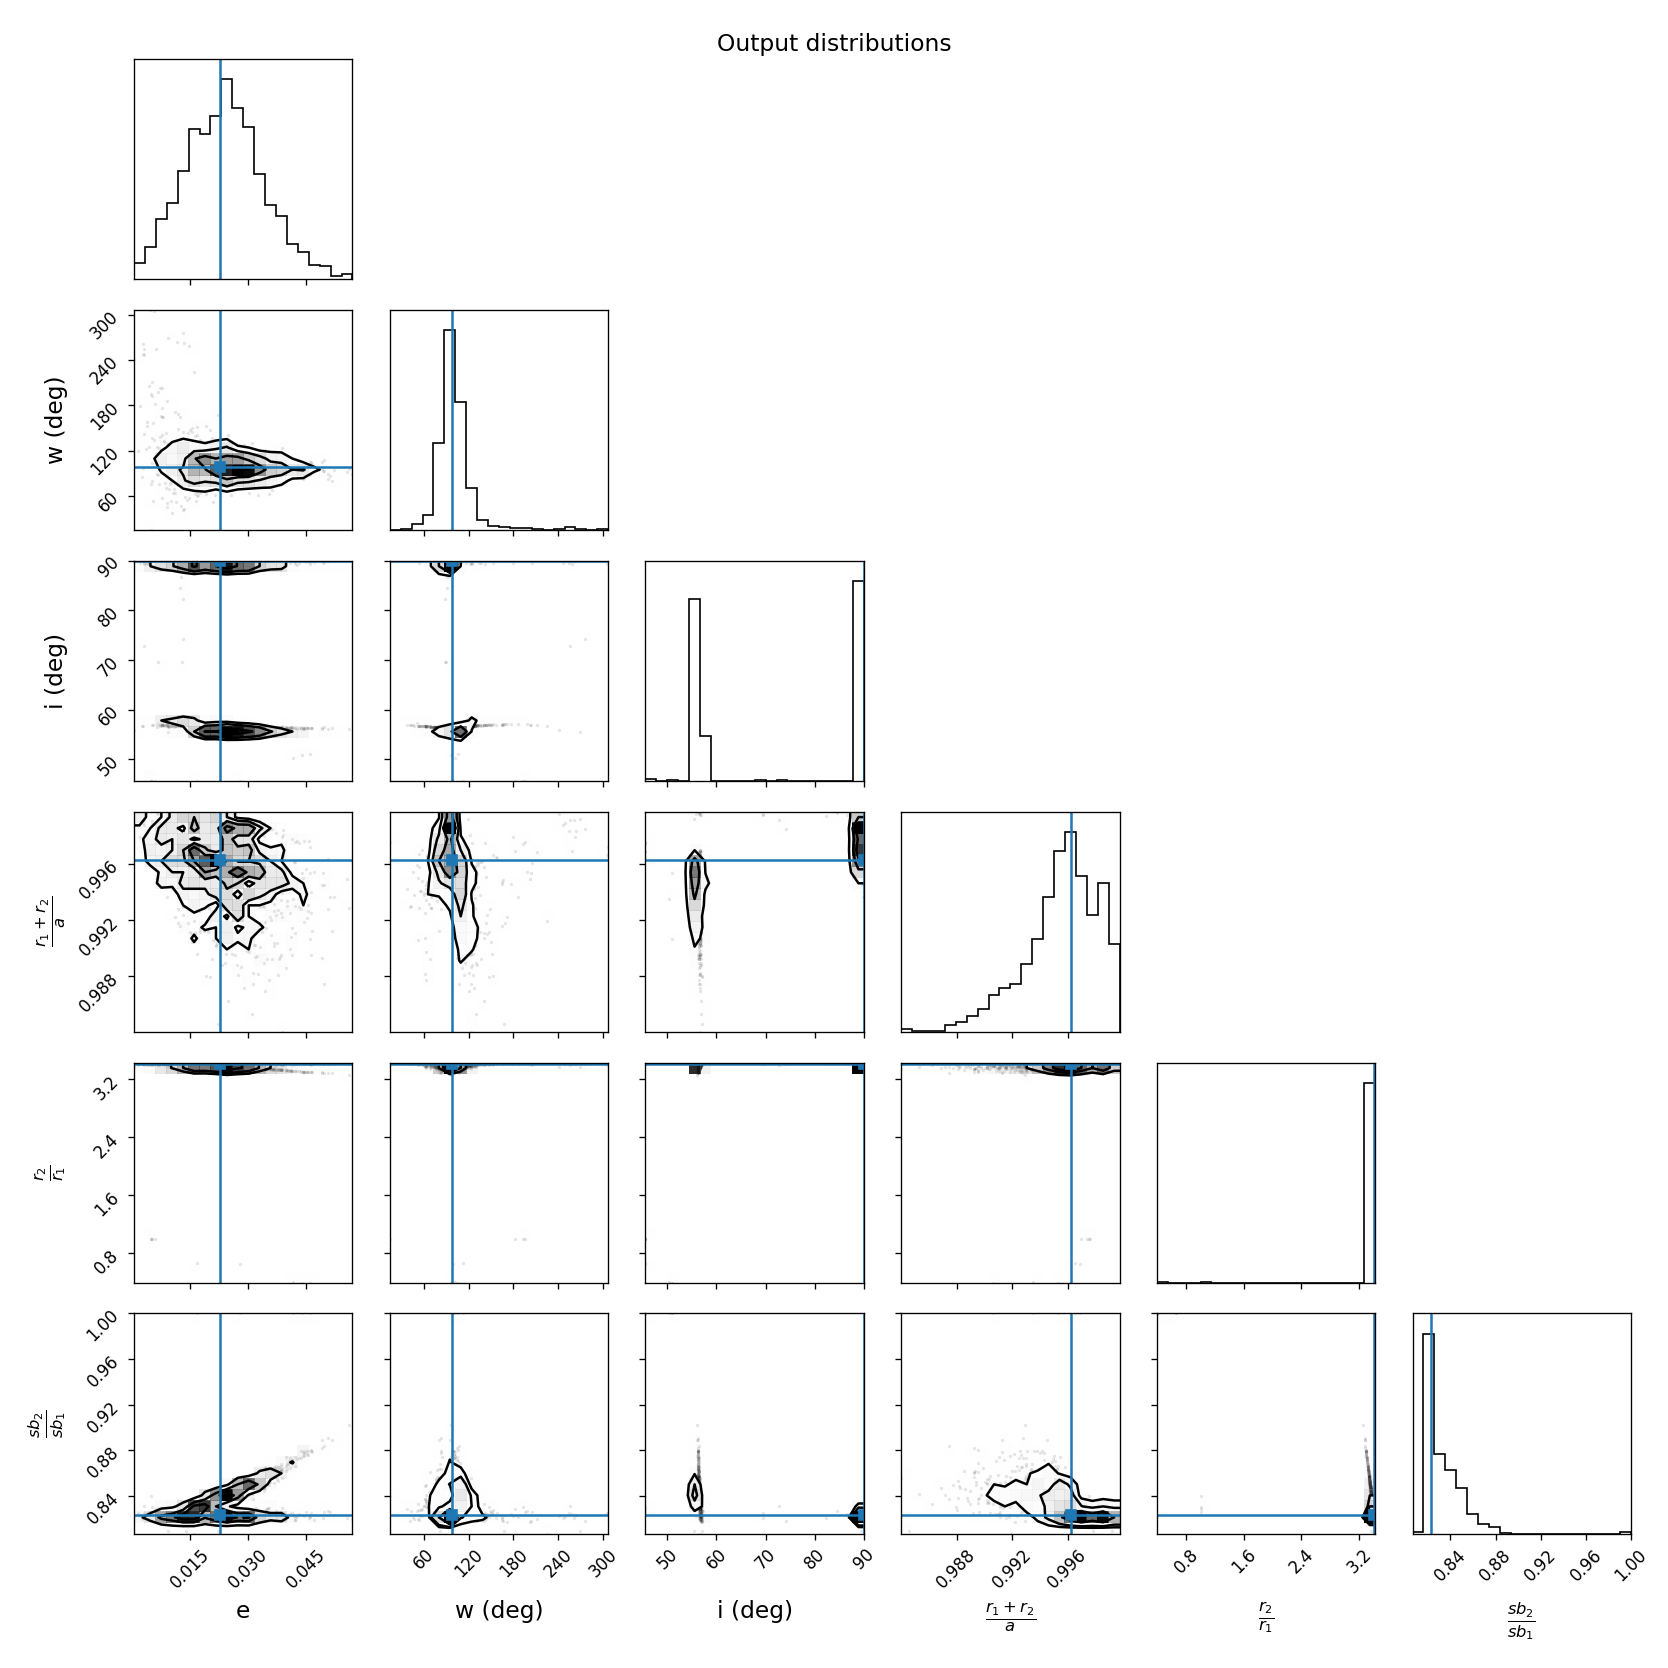 Output distributions
300
240
180
120
60
w (deg)
90
80
70
60
50
i (deg)
0.996
0.992
0.988
r₁ + r₂
a
3.2
2.4
1.6
0.8
r₂
r₁
1.00
0.96
0.92
0.88
0.84
sb₂
sb₁
0.015 0.030 0.045 60 120 180 240 300 50 60 70 80 90 0.988 0.992 0.996 0.8 1.6 2.4 3.2 0.84 0.88 0.92 0.96 1.00
e w (deg) i (deg) r₁ + r₂ r₂ sb₂
a r₁ sb₁